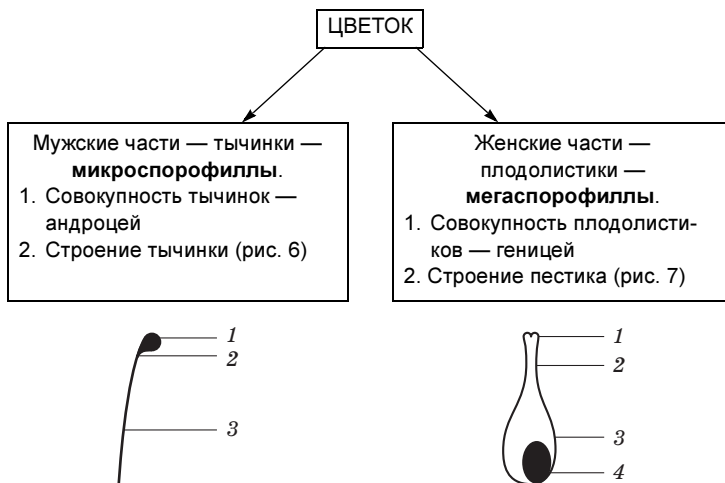 ЦВЕТОК
Мужские части — тычинки —
микроспорофиллы.
1. Совокупность тычинок —
андроцей
2. Строение тычинки (рис. 6)
Женские части —
плодолистики —
мегаспорофиллы.
1. Совокупность плодолисти-
ков — геницей
2. Строение пестика (рис. 7)
1
2
3
1
2
3
4